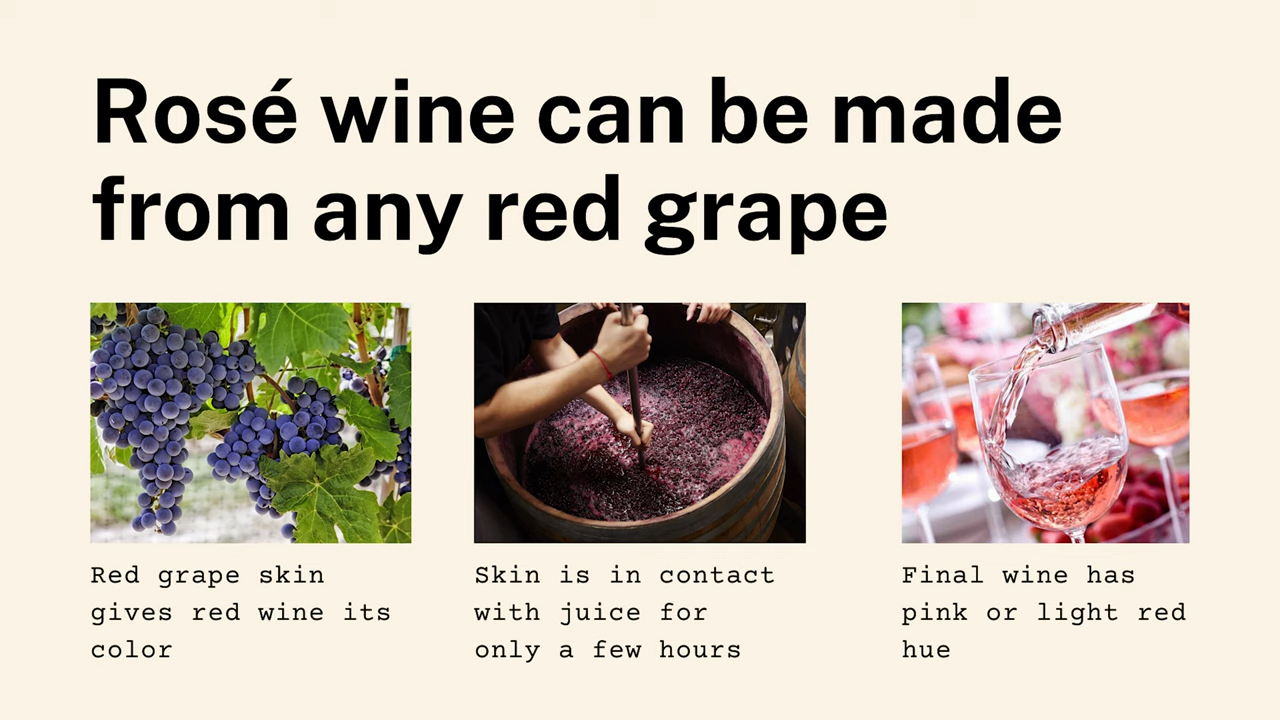 Rosé wine can be made
from any red grape
Red grape skin
gives red wine its
color
Skin is in contact
with juice for
only a few hours
Final wine has
pink or light red
hue